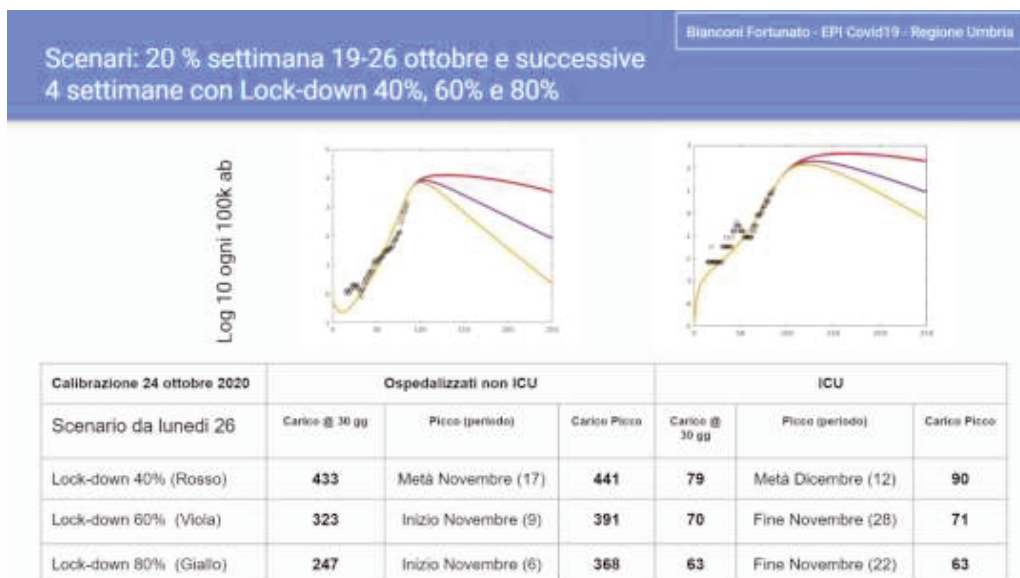 Bianconi Fortunato - EPI Covid19 - Regione Umbria
Scenari: 20 % settimana 19-26 ottobre e successive
4 settimane con Lock-down 40%, 60% e 80%
Log 10 ogni 100k ab
Calibrazione 24 ottobre 2020 Ospedalizzati non ICU ICU
Scenario da lunedi 26 Carico @ 30 gg Picco (periodo) Carico Picco Carico @ 30 gg Picco (periodo) Carico Picco
Lock-down 40% (Rosso) 433 Metà Novembre (17) 441 79 Metà Dicembre (12) 90
Lock-down 60% (Viola) 323 Inizio Novembre (9) 391 70 Fine Novembre (28) 71
Lock-down 80% (Giallo) 247 Inizio Novembre (6) 368 63 Fine Novembre (22) 63